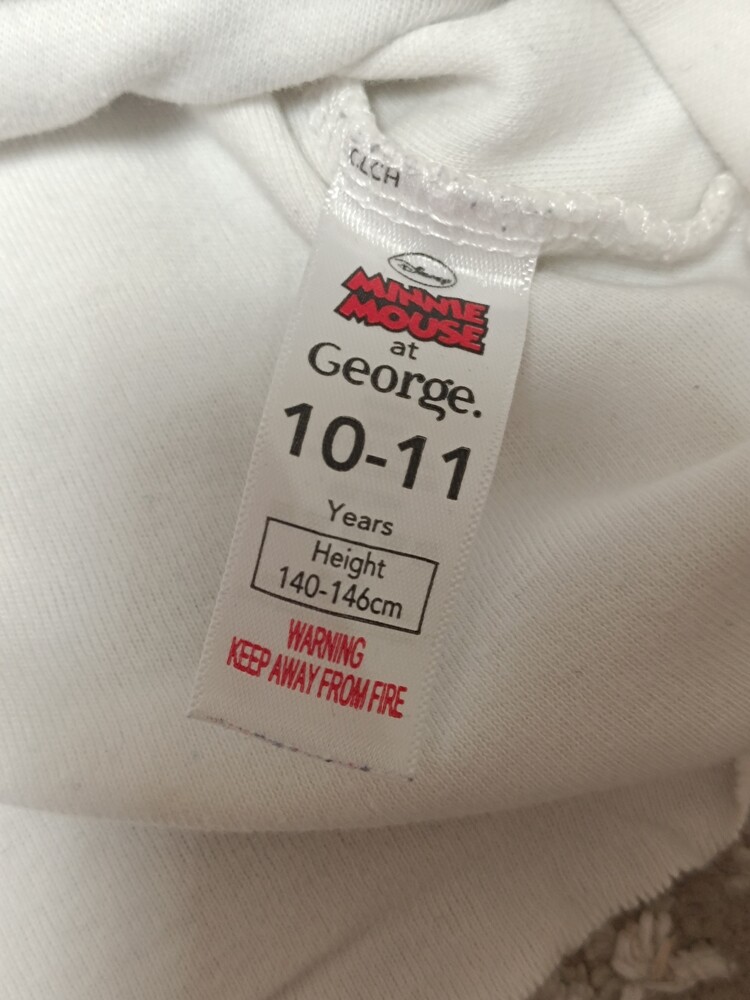 Disney
MINNIE
MOUSE
at
George.
10-11
Years
Height
140-146cm
WARNING
KEEP AWAY FROM FIRE